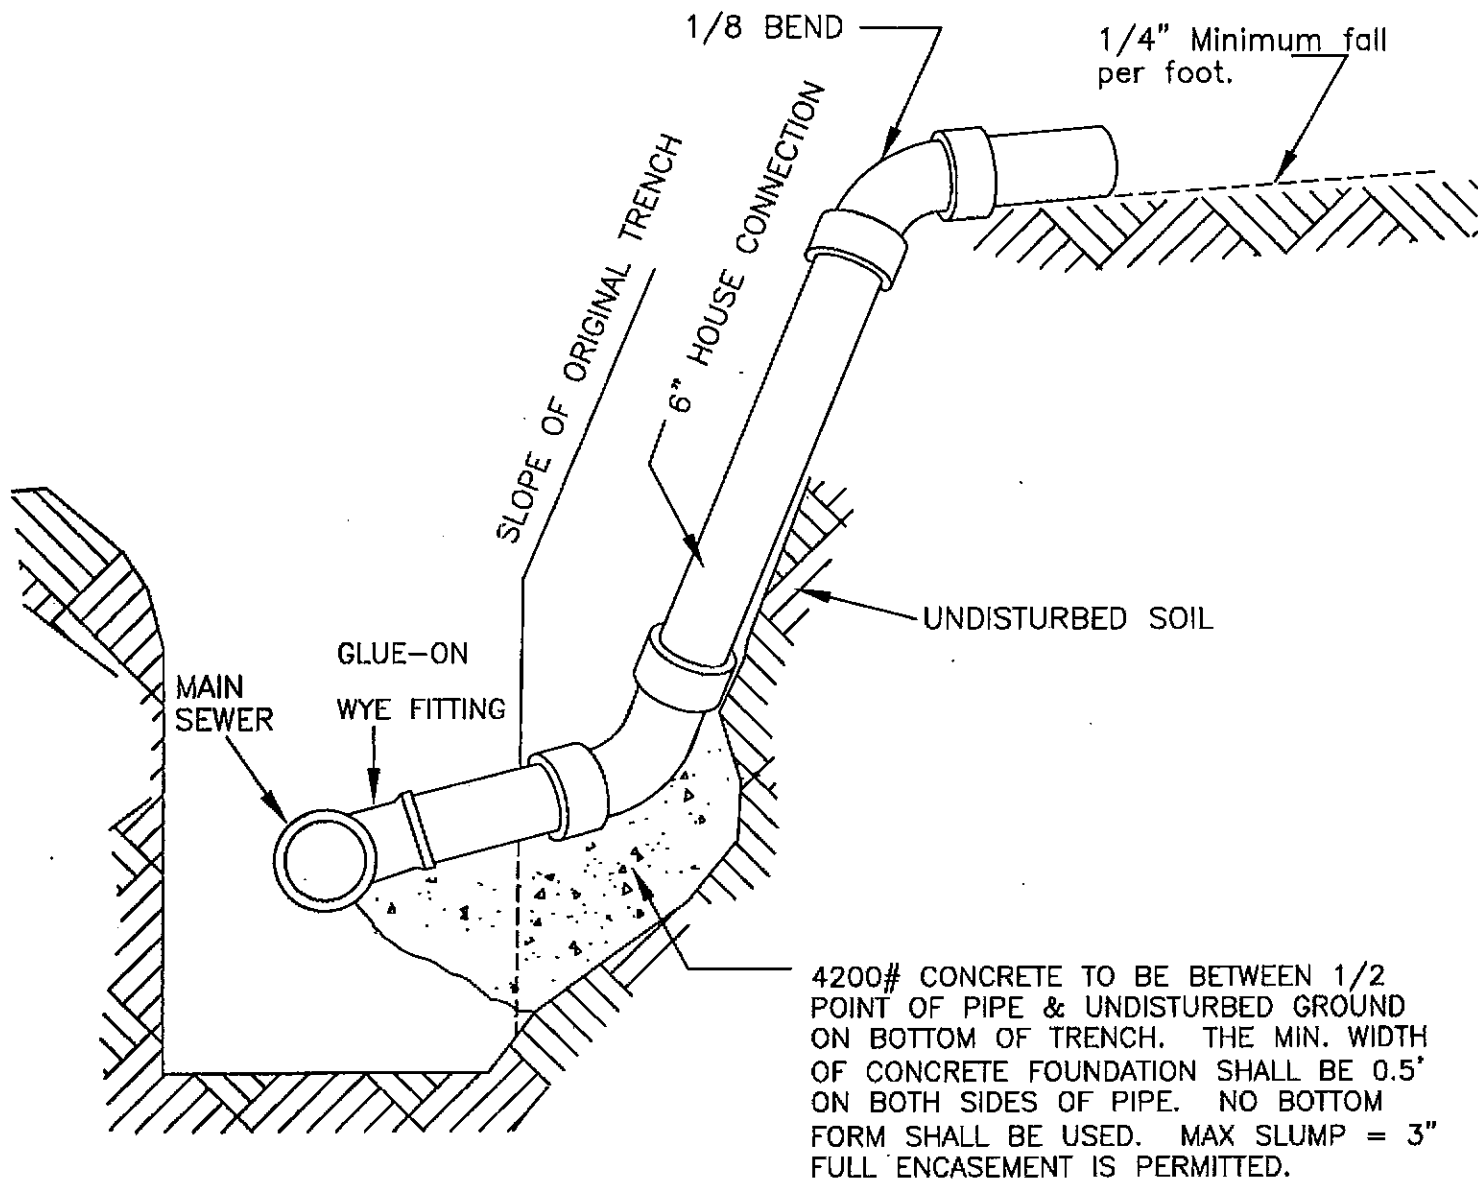 1/8 BEND
1/4" Minimum fall
per foot.
SLOPE OF ORIGINAL TRENCH
6" HOUSE CONNECTION
UNDISTURBED SOIL
GLUE-ON
WYE FITTING
MAIN
SEWER
4200# CONCRETE TO BE BETWEEN 1/2
POINT OF PIPE & UNDISTURBED GROUND
ON BOTTOM OF TRENCH. THE MIN. WIDTH
OF CONCRETE FOUNDATION SHALL BE 0.5'
ON BOTH SIDES OF PIPE. NO BOTTOM
FORM SHALL BE USED. MAX SLUMP = 3"
FULL ENCASEMENT IS PERMITTED.